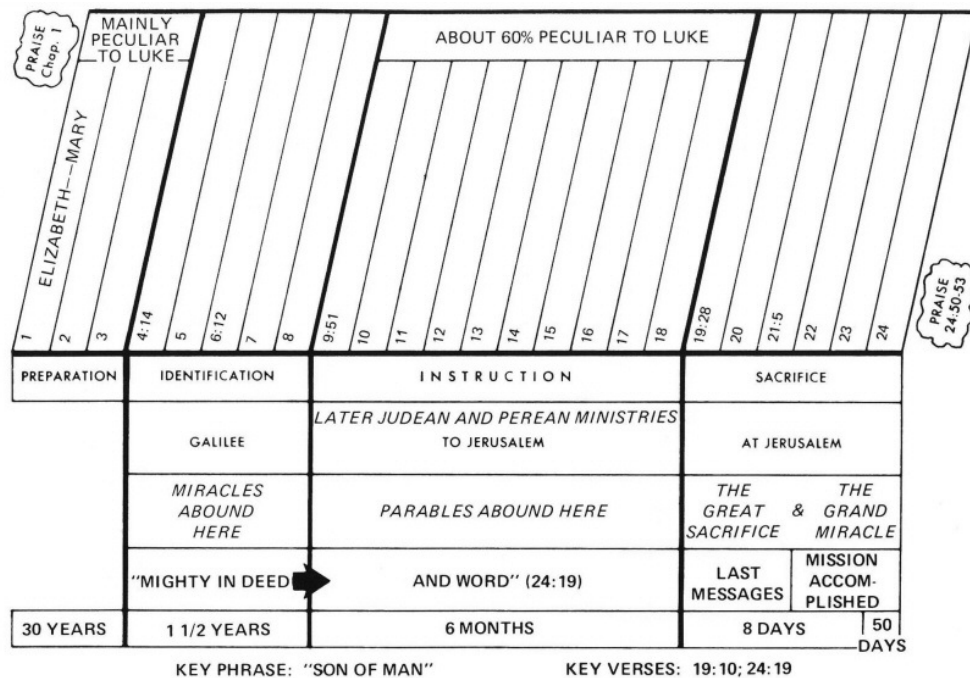 PRAISE
Chap. 1
MAINLY
PECULIAR
TO LUKE
ABOUT 60% PECULIAR TO LUKE
ELIZABETH---MARY
PRAISE
24:50-53
1 2 3 4:14 5 6:12 7 8 9:51 10 11 12 13 14 15 16 17 18 19:28 20 21:5 22 23 24
PREPARATION IDENTIFICATION INSTRUCTION SACRIFICE
LATER JUDEAN AND PEREAN MINISTRIES
GALILEE TO JERUSALEM AT JERUSALEM
MIRACLES
ABOUND
HERE
PARABLES ABOUND HERE
THE THE
GREAT & GRAND
SACRIFICE MIRACLE
"MIGHTY IN DEED AND WORD" (24:19)
LAST
MESSAGES
MISSION
ACCOM-
PLISHED
30 YEARS 1 1/2 YEARS 6 MONTHS 8 DAYS 50
DAYS
KEY PHRASE: "SON OF MAN" KEY VERSES: 19:10; 24:19